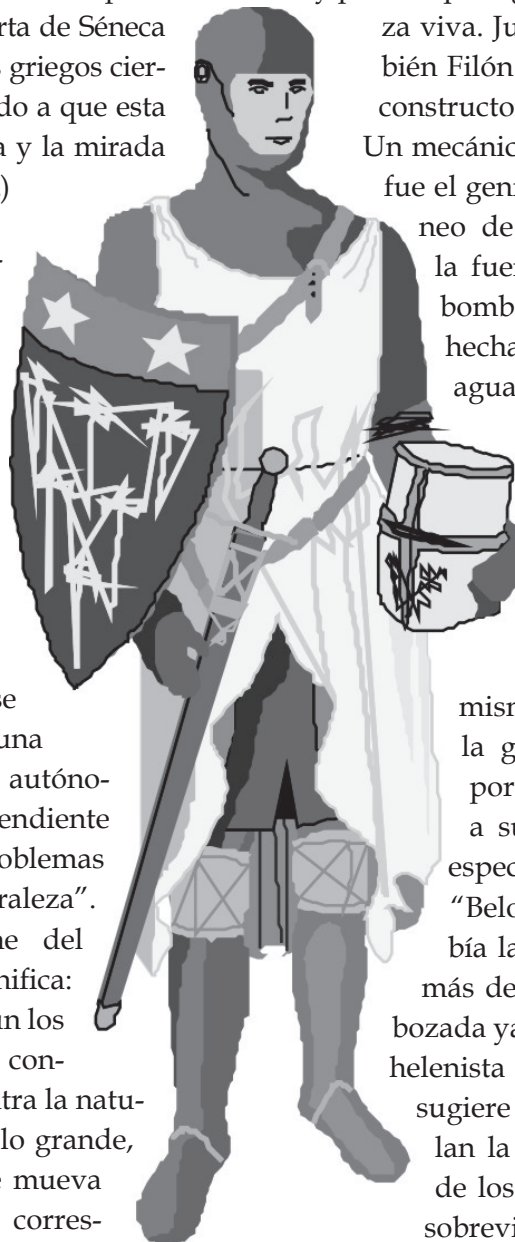 rta de Séneca
s griegos cier-
do a que esta
a y la mirada
)
-
se
una
autóno-
endiente
oblemas
raleza”.
ne del
nifica:
un los
con-
tra la natu-
lo grande,
e mueva
corres-
za viva. Ju
bién Filón
constructo
Un mecánic
fue el geni
neo de
la fuer
bomb
hecha
agua
mis
la g
por
a su
espec
“Belo
bía la
más de
bozada ya
helenista
sugiere
lan la
de los
sobrevi